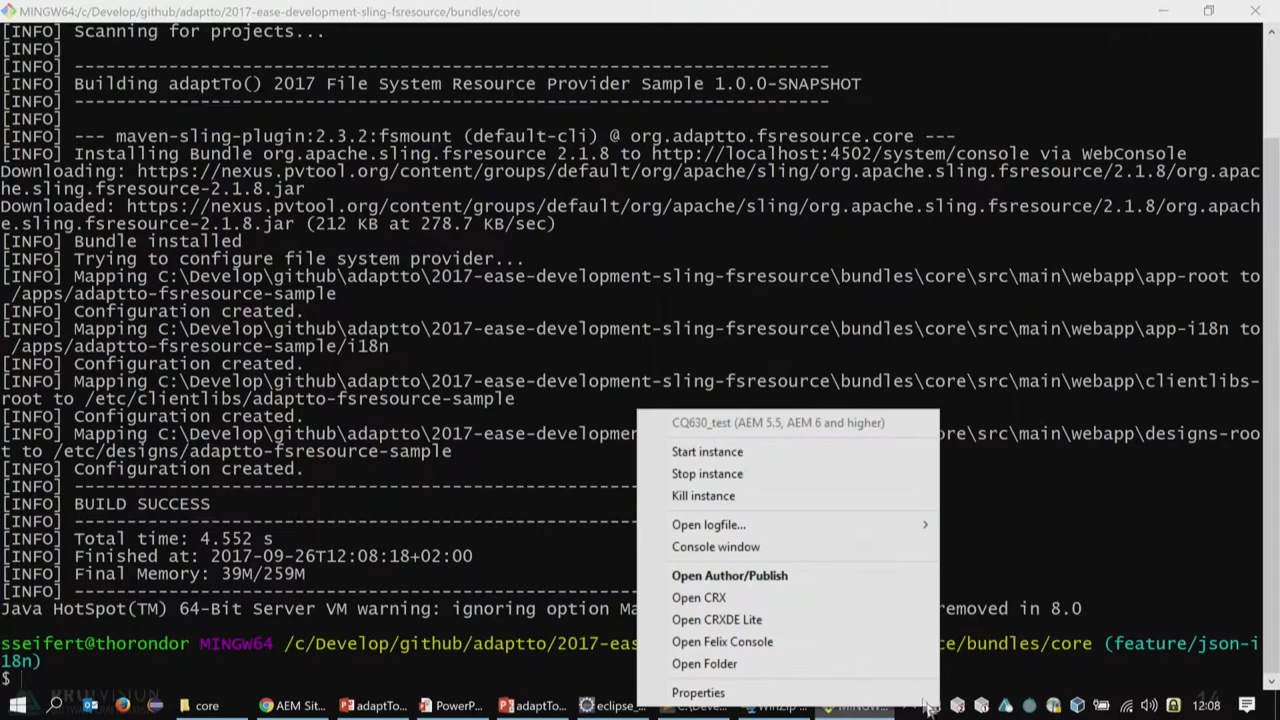 MINGW64:/c/Develop/github/adaptto/2017-ease-development-sling-fsresource/bundles/core
[INFO] Scanning for projects...
[INFO]
[INFO] ------------------------------------------------------------------------
[INFO] Building adaptTo() 2017 File System Resource Provider Sample 1.0.0-SNAPSHOT
[INFO] ------------------------------------------------------------------------
[INFO]
[INFO] --- maven-sling-plugin:2.3.2:fsmount (default-cli) @ org.adaptto.fsresource.core ---
[INFO] Installing Bundle org.apache.sling.fsresource 2.1.8 to http://localhost:4502/system/console via WebConsole
Downloading: https://nexus.pvtool.org/content/groups/default/org/apache/sling/org.apache.sling.fsresource/2.1.8/org.apac
he.sling.fsresource-2.1.8.jar
Downloaded: https://nexus.pvtool.org/content/groups/default/org/apache/sling/org.apache.sling.fsresource/2.1.8/org.apach
e.sling.fsresource-2.1.8.jar (212 KB at 278.7 KB/sec)
[INFO] Bundle installed
[INFO] Trying to configure file system provider...
[INFO] Mapping C:\Develop\github\adaptto\2017-ease-development-sling-fsresource\bundles\core\src\main\webapp\app-root to
/apps/adaptto-fsresource-sample
[INFO] Configuration created.
[INFO] Mapping C:\Develop\github\adaptto\2017-ease-development-sling-fsresource\bundles\core\src\main\webapp\app-i18n to
/apps/adaptto-fsresource-sample/i18n
[INFO] Configuration created.
[INFO] Mapping C:\Develop\github\adaptto\2017-ease-development-sling-fsresource\bundles\core\src\main\webapp\clientlibs-
root to /etc/clientlibs/adaptto-fsresource-sample
[INFO] Configuration created.
[INFO] Mapping C:\Develop\github\adaptto\2017-ease-developmen e\core\src\main\webapp\designs-roo
t to /etc/designs/adaptto-fsresource-sample
[INFO] Configuration created.
[INFO] ------------------------------------------------------
[INFO] BUILD SUCCESS
[INFO] ------------------------------------------------------
[INFO] Total time: 4.552 s
[INFO] Finished at: 2017-09-26T12:08:18+02:00
[INFO] Final Memory: 39M/259M
[INFO] ------------------------------------------------------
Java HotSpot(TM) 64-Bit Server VM warning: ignoring option Ma removed in 8.0
sseifert@thorondor MINGW64 /c/Develop/github/adaptto/2017-eas ce/bundles/core (feature/json-i
18n)
$
CQ630_test (AEM 5.5, AEM 6 and higher)
Start instance
Stop instance
Kill instance
Open logfile...
Console window
Open Author/Publish
Open CRX
Open CRXDE Lite
Open Felix Console
Open Folder
Properties
core AEM Sit... adaptto... PowerP... adaptto... eclipse_... C:\Deve... WinZip MINGW... 12:08